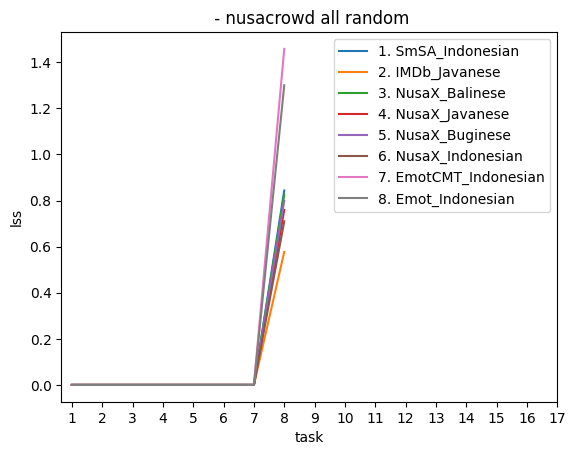 - nusacrowd all random
1. SmSA_Indonesian
2. IMDb_Javanese
3. NusaX_Balinese
4. NusaX_Javanese
5. NusaX_Buginese
6. NusaX_Indonesian
7. EmotCMT_Indonesian
8. Emot_Indonesian
1.4
1.2
1.0
0.8
0.6
0.4
0.2
0.0
lss
1 2 3 4 5 6 7 8 9 10 11 12 13 14 15 16 17
task